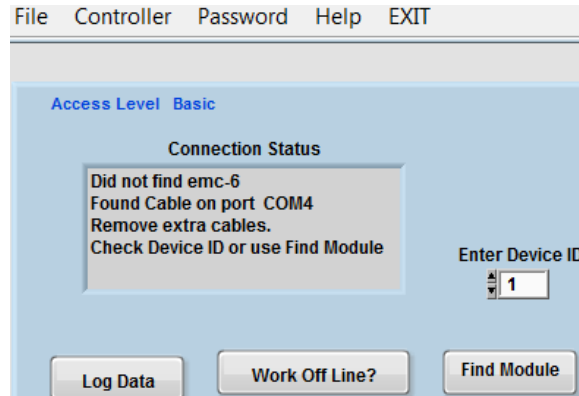 File Controller Password Help EXIT
Access Level Basic
Connection Status
Did not find emc-6
Found Cable on port COM4
Remove extra cables.
Check Device ID or use Find Module
Enter Device ID
1
Log Data Work Off Line? Find Module